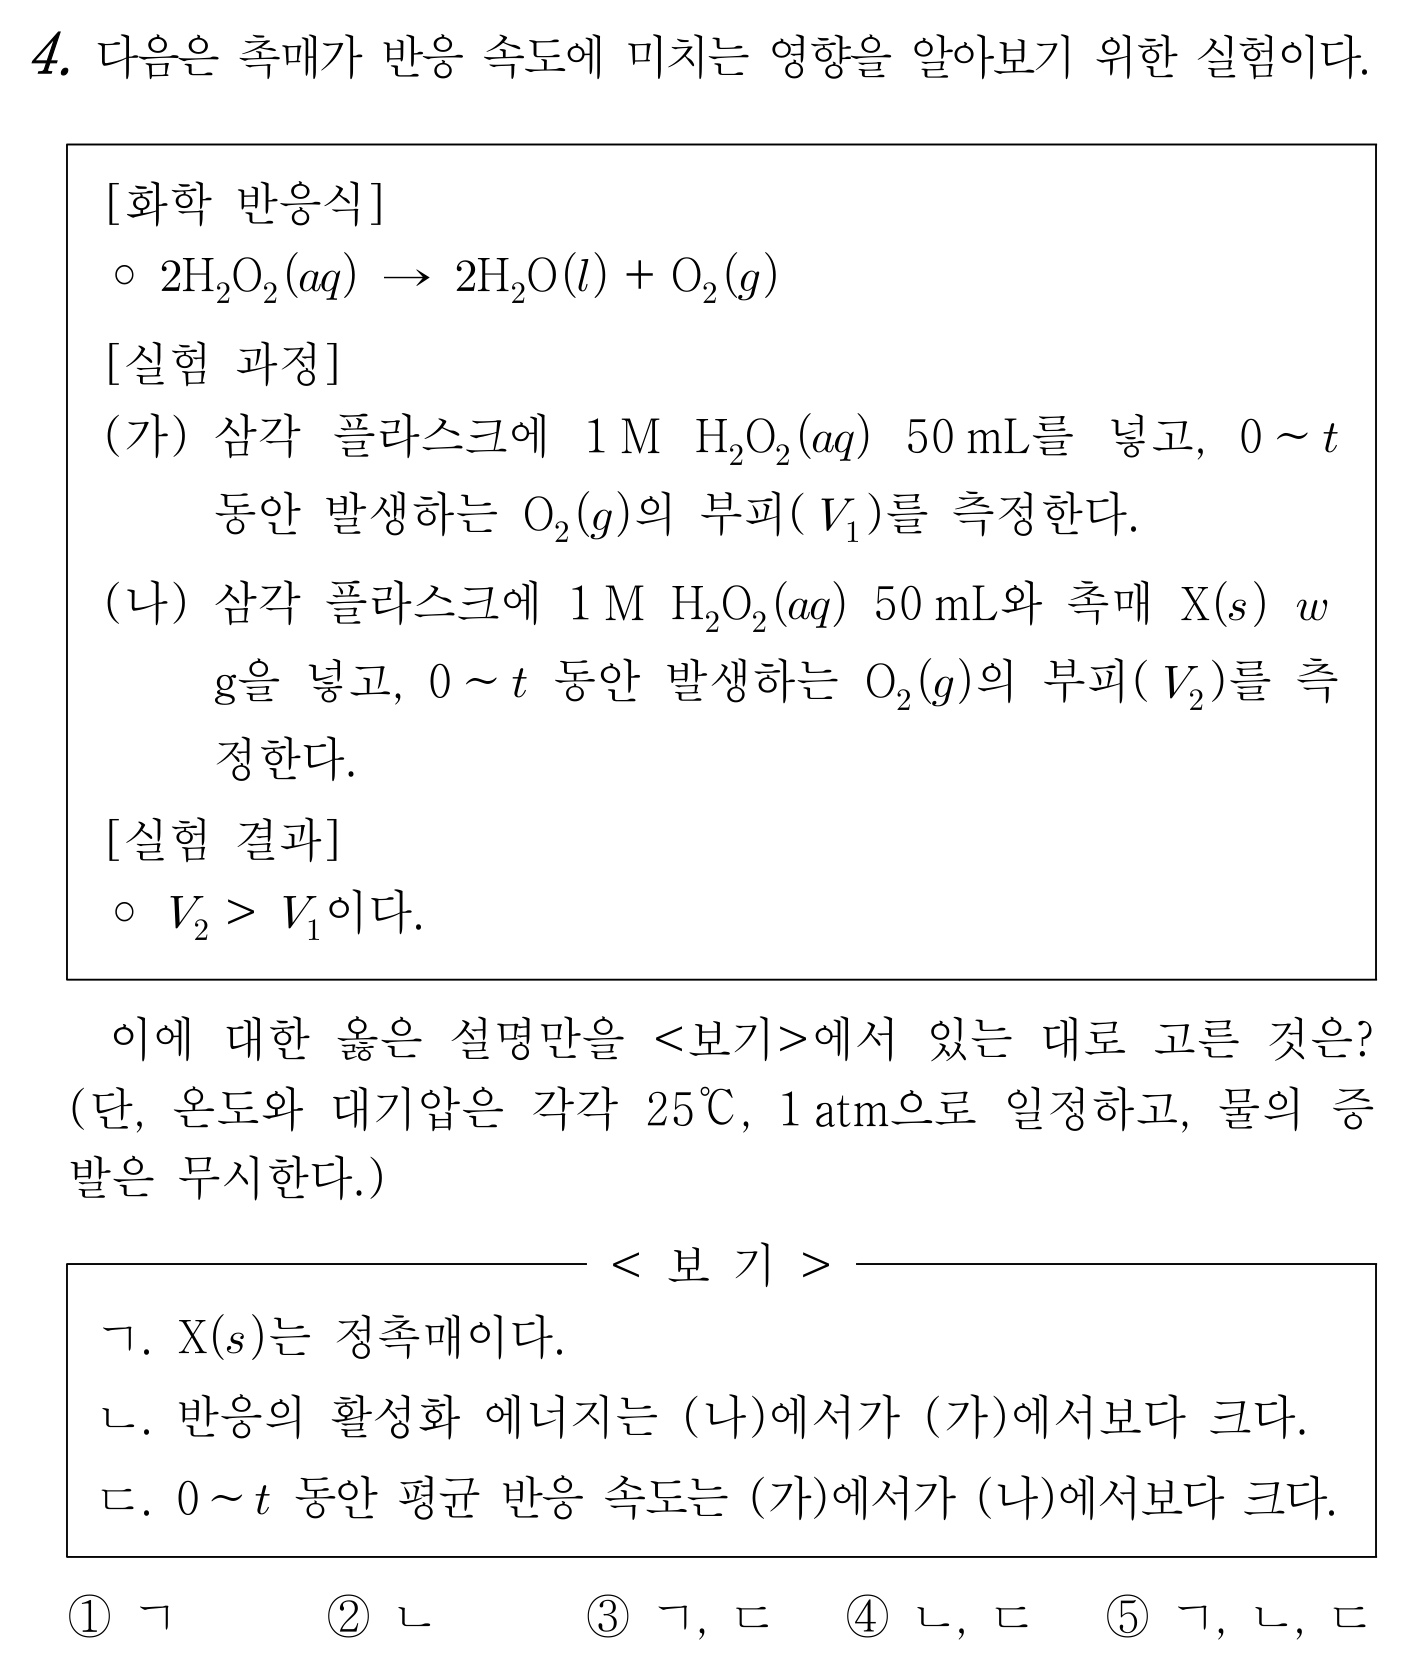 4. 다음은 촉매가 반응 속도에 미치는 영향을 알아보기 위한 실험이다.
[화학 반응식]
○ 2H₂O₂(aq) → 2H₂O(l) + O₂(g)
[실험 과정]
(가) 삼각 플라스크에 1 M H₂O₂(aq) 50 mL를 넣고, 0 ~ t
동안 발생하는 O₂(g)의 부피( V₁)를 측정한다.
(나) 삼각 플라스크에 1 M H₂O₂(aq) 50 mL와 촉매 X(s) w
g을 넣고, 0 ~ t 동안 발생하는 O₂(g)의 부피( V₂)를 측
정한다.
[실험 결과]
○ V₂ > V₁이다.
이에 대한 옳은 설명만을 <보기>에서 있는 대로 고른 것은?
(단, 온도와 대기압은 각각 25℃, 1 atm으로 일정하고, 물의 증
발은 무시한다.)
< 보 기 >
ㄱ. X(s)는 정촉매이다.
ㄴ. 반응의 활성화 에너지는 (나)에서가 (가)에서보다 크다.
ㄷ. 0 ~ t 동안 평균 반응 속도는 (가)에서가 (나)에서보다 크다.
① ㄱ ② ㄴ ③ ㄱ, ㄷ ④ ㄴ, ㄷ ⑤ ㄱ, ㄴ, ㄷ